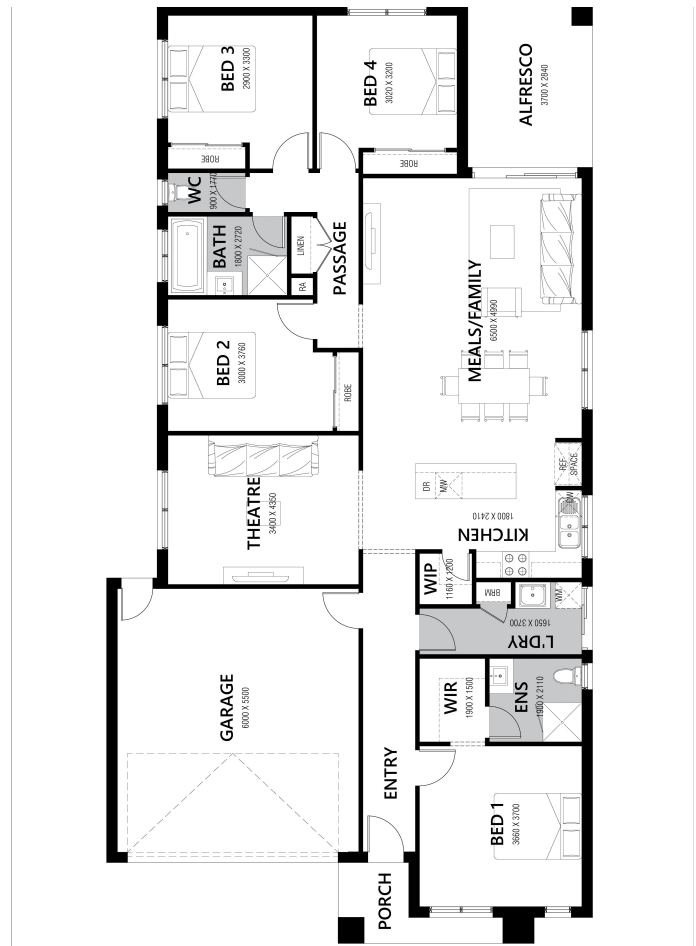 BED 3
2900 X 3300
BED 4
3020 X 3200
ALFRESCO
3700 X 2840
ROBE
ROBE
WC
900 X 1770
BATH
1800 X 2720
LINEN
RA
PASSAGE
MEALS/FAMILY
6500 X 4990
BED 2
3000 X 3760
ROBE
THEATRE
3400 X 4350
DR
MW
REF.
SPACE
DW
KITCHEN
1800 X 2410
WIP
1160 X 1200
BRM
WM
L'DRY
1650 X 3700
GARAGE
6000 X 5500
WIR
1900 X 1500
ENS
1900 X 2110
ENTRY
BED 1
3660 X 3700
PORCH